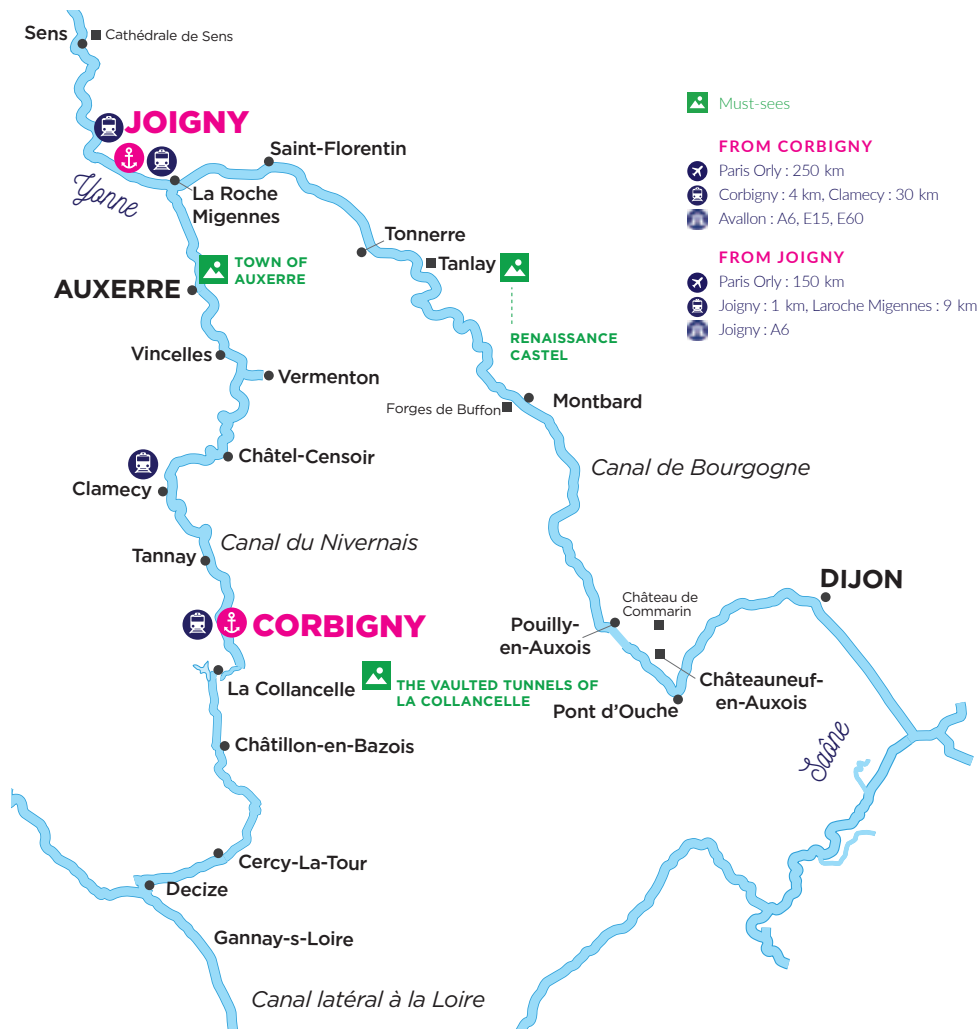 Sens
Cathédrale de Sens
JOIGNY
Yonne
La Roche
Migennes
Saint-Florentin
Tonnerre
Tanlay
TOWN OF
AUXERRE
AUXERRE
RENAISSANCE
CASTEL
Vincelles
Vermenton
Forges de Buffon
Montbard
Châtel-Censoir
Canal de Bourgogne
Clamecy
Canal du Nivernais
Tannay
CORBIGNY
DIJON
Château de
Commarin
Pouilly-
en-Auxois
La Collancelle
THE VAULTED TUNNELS OF
LA COLLANCELLE
Châteauneuf-
en-Auxois
Pont d'Ouche
Châtillon-en-Bazois
Saône
Cercy-La-Tour
Decize
Gannay-s-Loire
Canal latéral à la Loire
Must-sees
FROM CORBIGNY
Paris Orly : 250 km
Corbigny : 4 km, Clamecy : 30 km
Avallon : A6, E15, E60
FROM JOIGNY
Paris Orly : 150 km
Joigny : 1 km, Laroche Migennes : 9 km
Joigny : A6